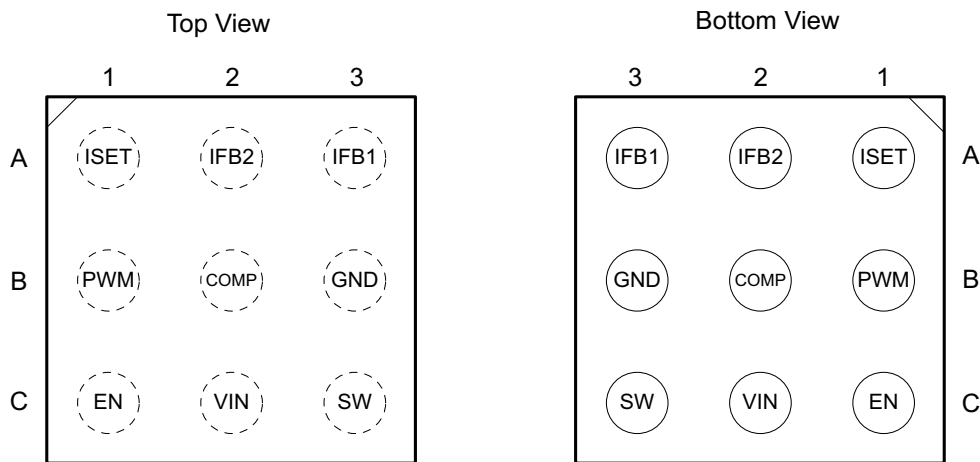 Top View
1 2 3
A ISET IFB2 IFB1
B PWM COMP GND
C EN VIN SW
Bottom View
3 2 1
IFB1 IFB2 ISET A
GND COMP PWM B
SW VIN EN C